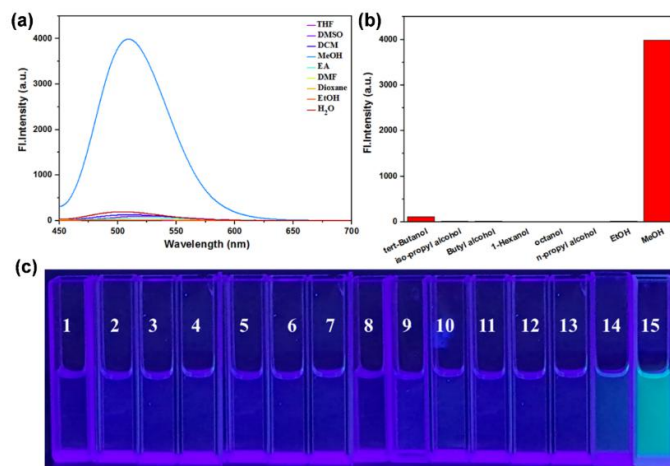 (a)
Fl.Intensity (a.u.)
4000
3000
2000
1000
0
450
500
550
600
650
700
Wavelength (nm)
THF
DMSO
DCM
MeOH
EA
DMF
Dioxane
EtOH
H₂O
(b)
Fl.Intensity (a.u.)
4000
3000
2000
1000
0
tert-Butanol
iso-propyl alcohol
Butyl alcohol
1-Hexanol
octanol
n-propyl alcohol
EtOH
MeOH
(c)
1 2 3 4 5 6 7 8 9 10 11 12 13 14 15